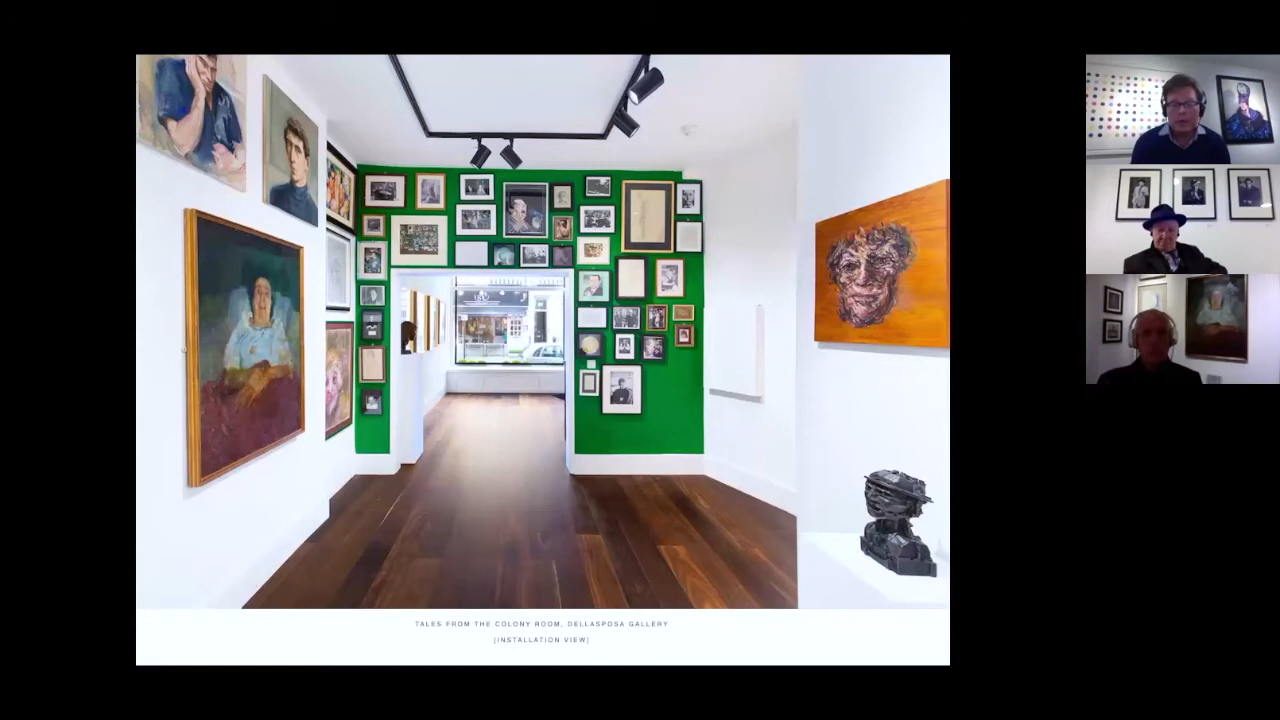 TALES FROM THE COLONY ROOM, DELLASPOSA GALLERY
[INSTALLATION VIEW]